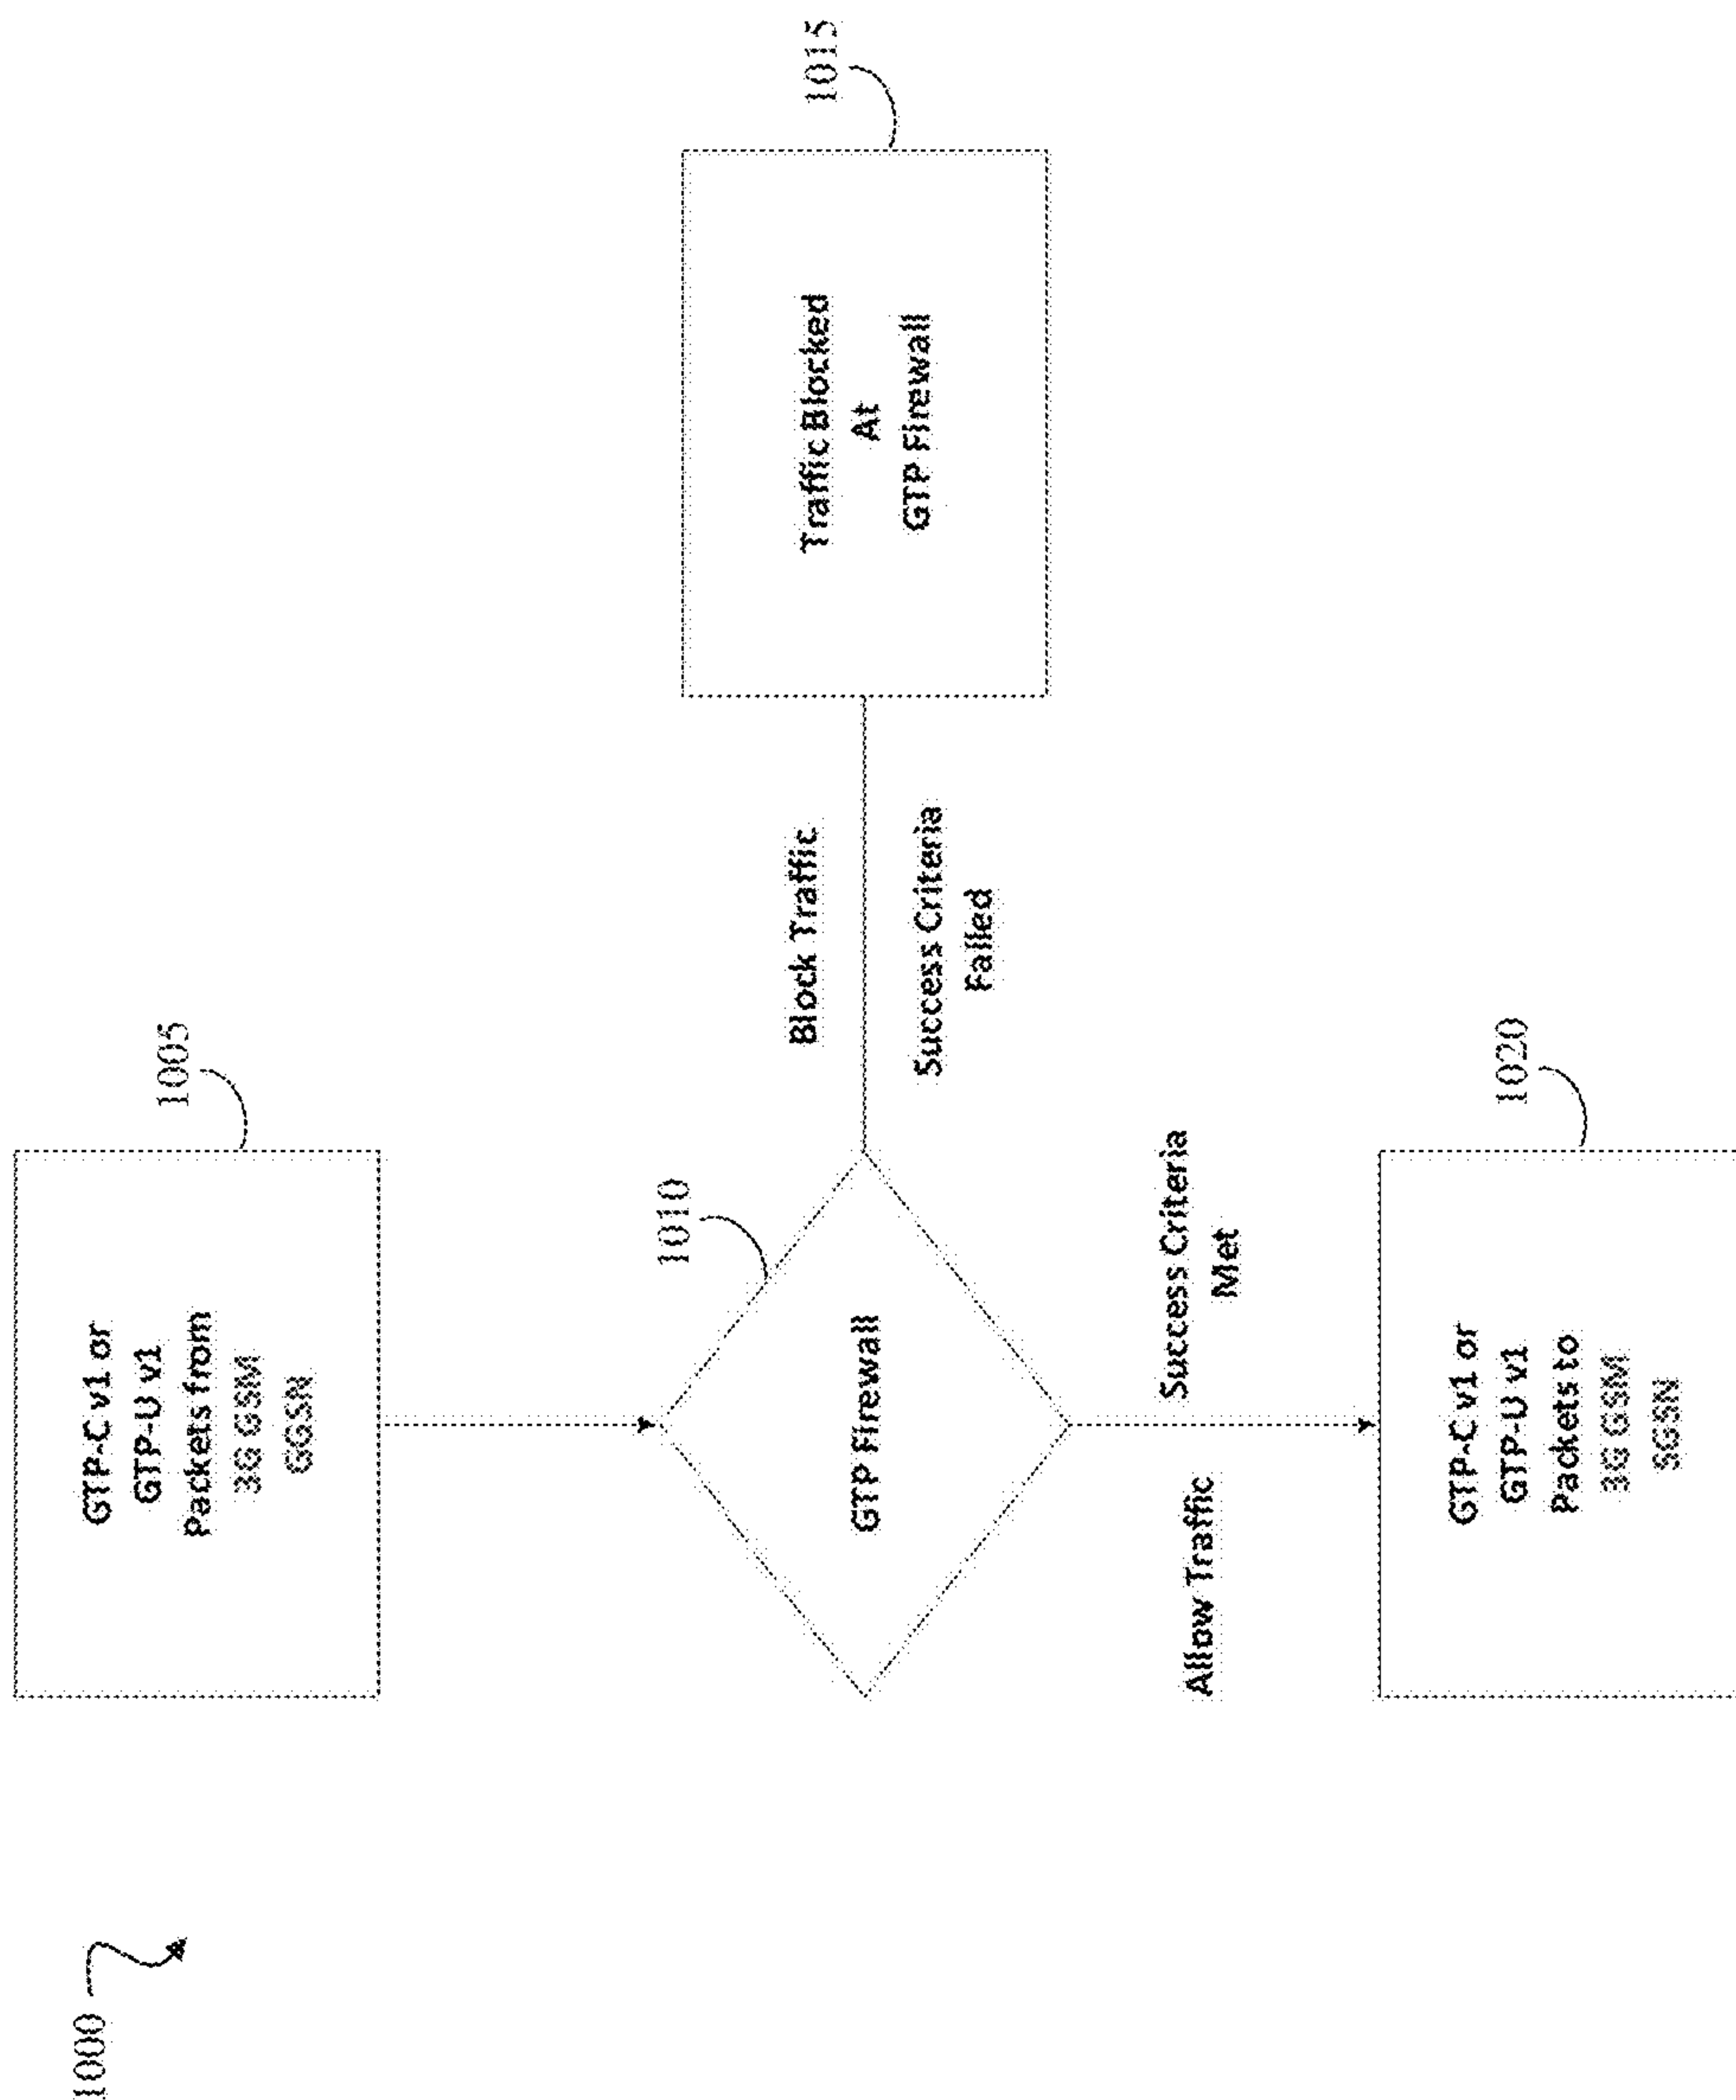 1000
GTP-C v1 or
GTP-U v1
Packets from
3G GSM
GGSN
1005
GTP Firewall
1010
Block Traffic
Success Criteria
Failed
Traffic Blocked
At
GTP Firewall
1015
Allow Traffic
Success Criteria
Met
GTP-C v1 or
GTP-U v1
Packets to
3G GSM
SGSN
1020